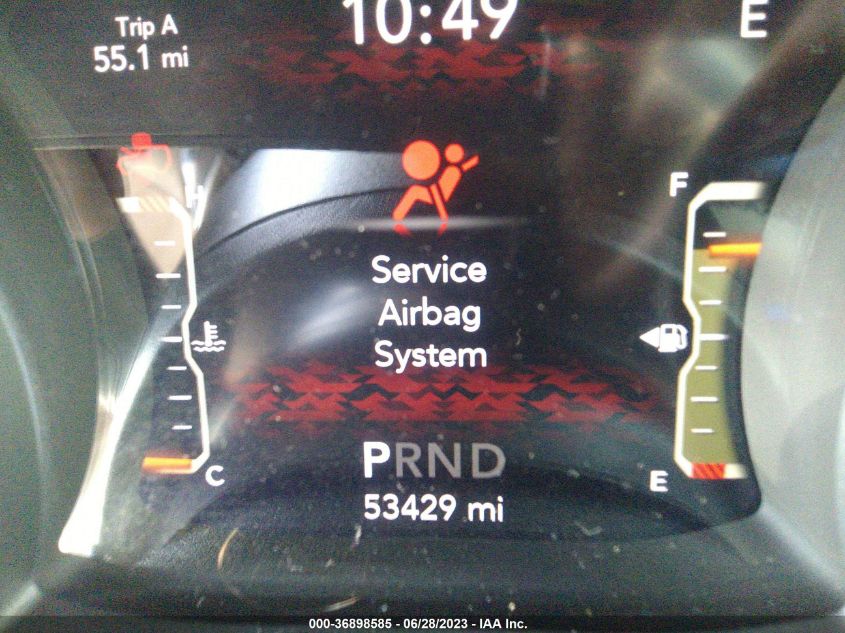 Trip A
55.1 mi
10:49
E
H
F
Service
Airbag
System
C
E
PRND
53429 mi
000-36898585 - 06/28/2023 - IAA Inc.